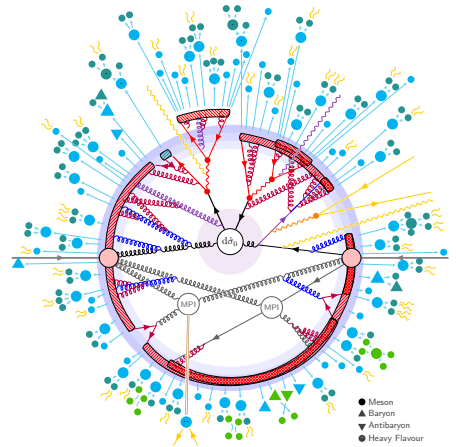 dσ̂₀
MPI
MPI
Meson
Baryon
Antibaryon
Heavy Flavour